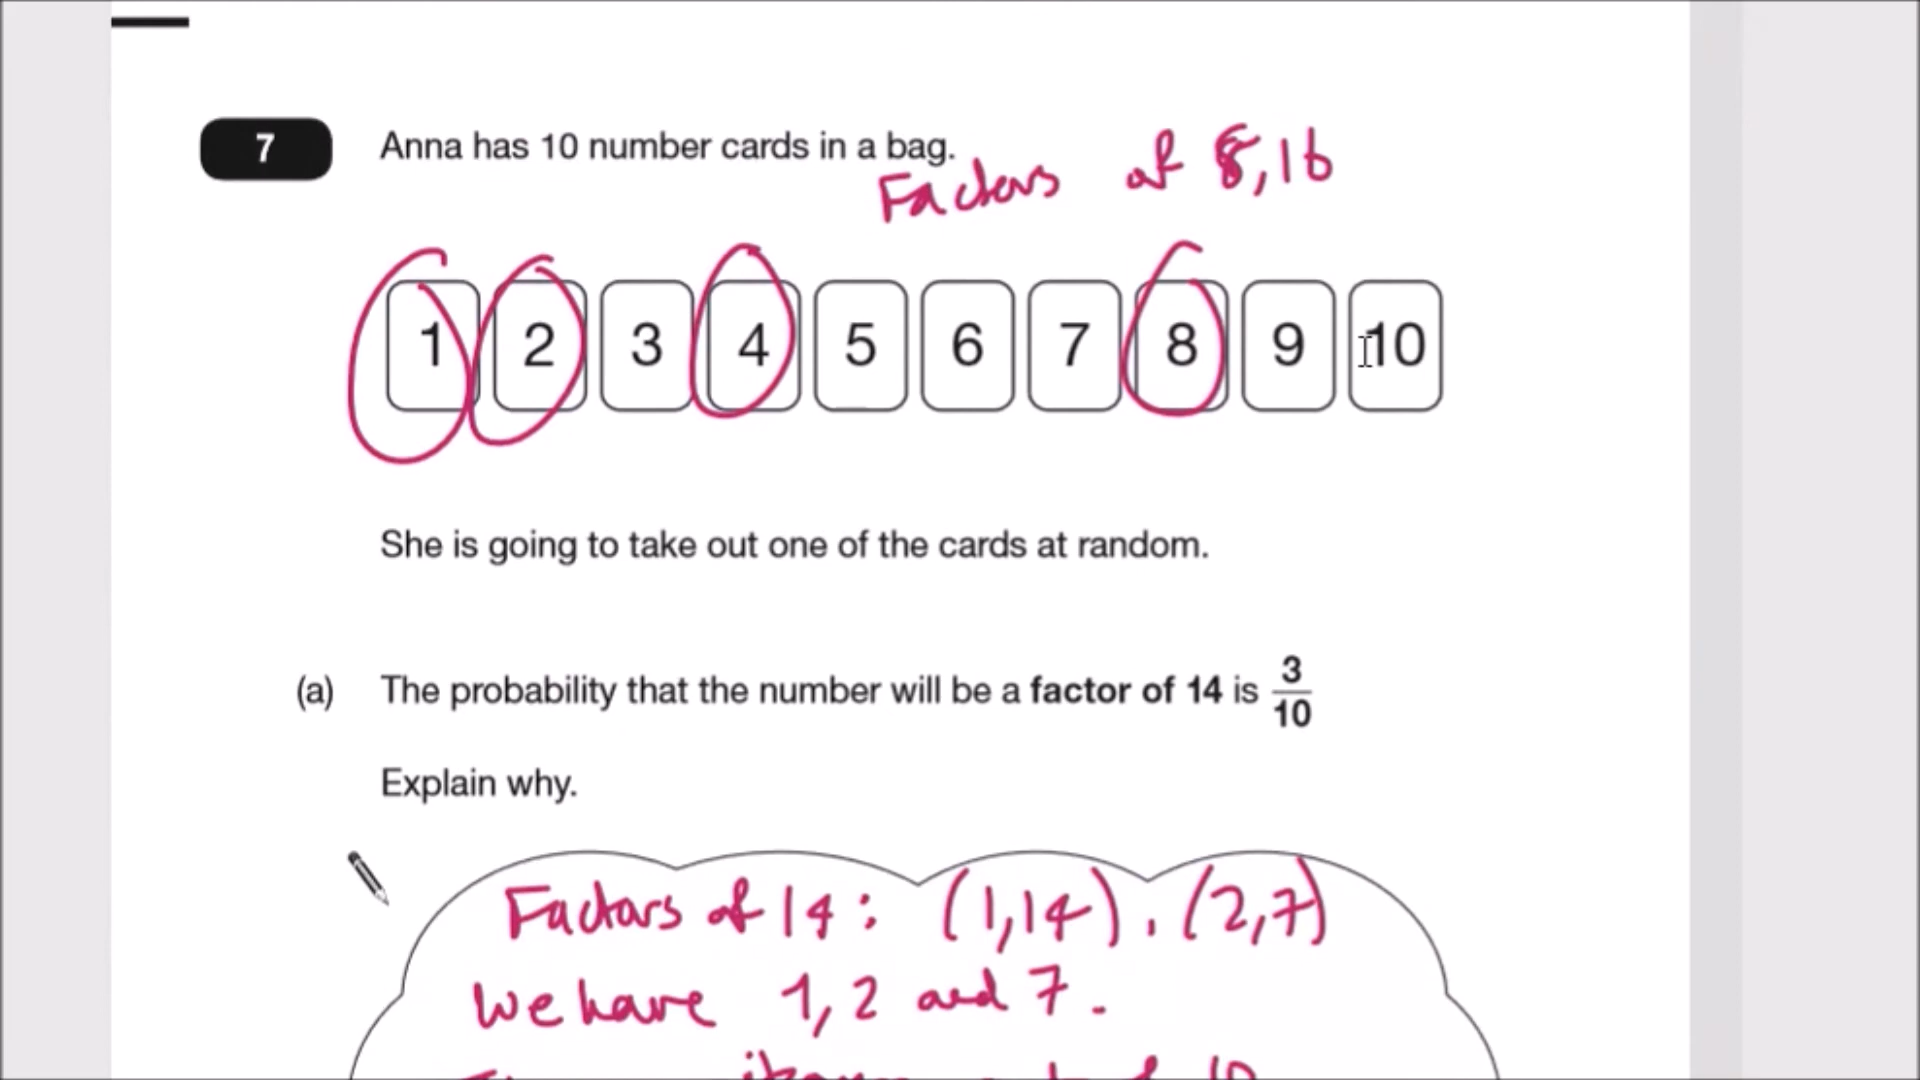 7 Anna has 10 number cards in a bag.
Factors of 8,16
1 2 3 4 5 6 7 8 9 10
She is going to take out one of the cards at random.
(a) The probability that the number will be a factor of 14 is 3/10
Explain why.
Factors of 14: (1,14), (2,7)
We have 1, 2 and 7.